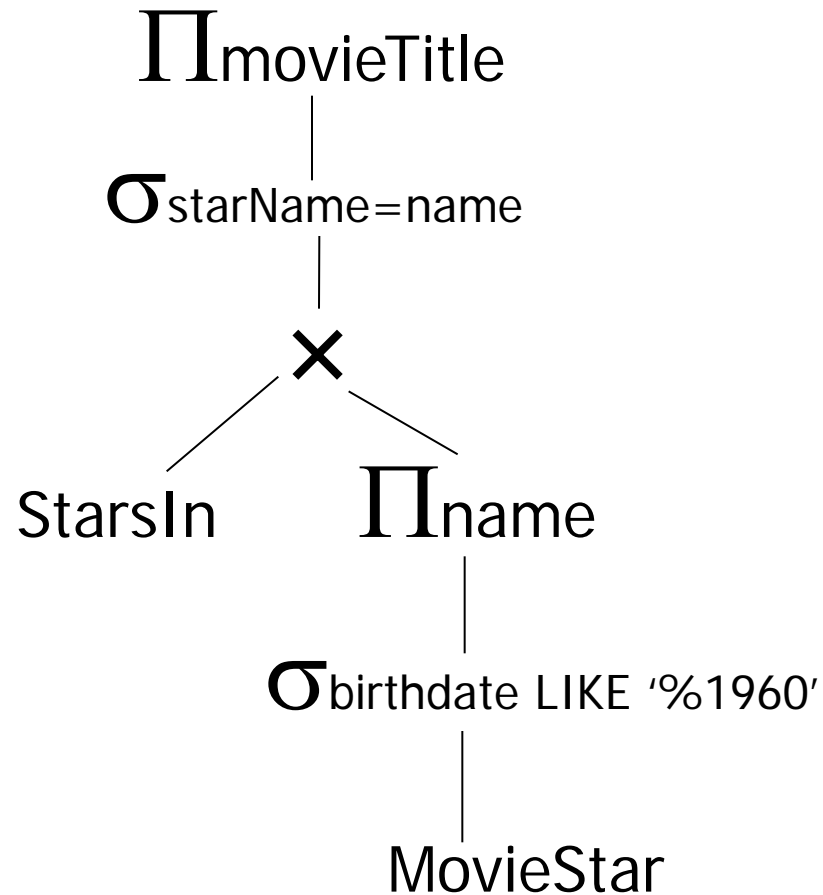 ΠmovieTitle
σstarName=name
×
StarsIn Πname
σbirthdate LIKE ‘%1960’
MovieStar